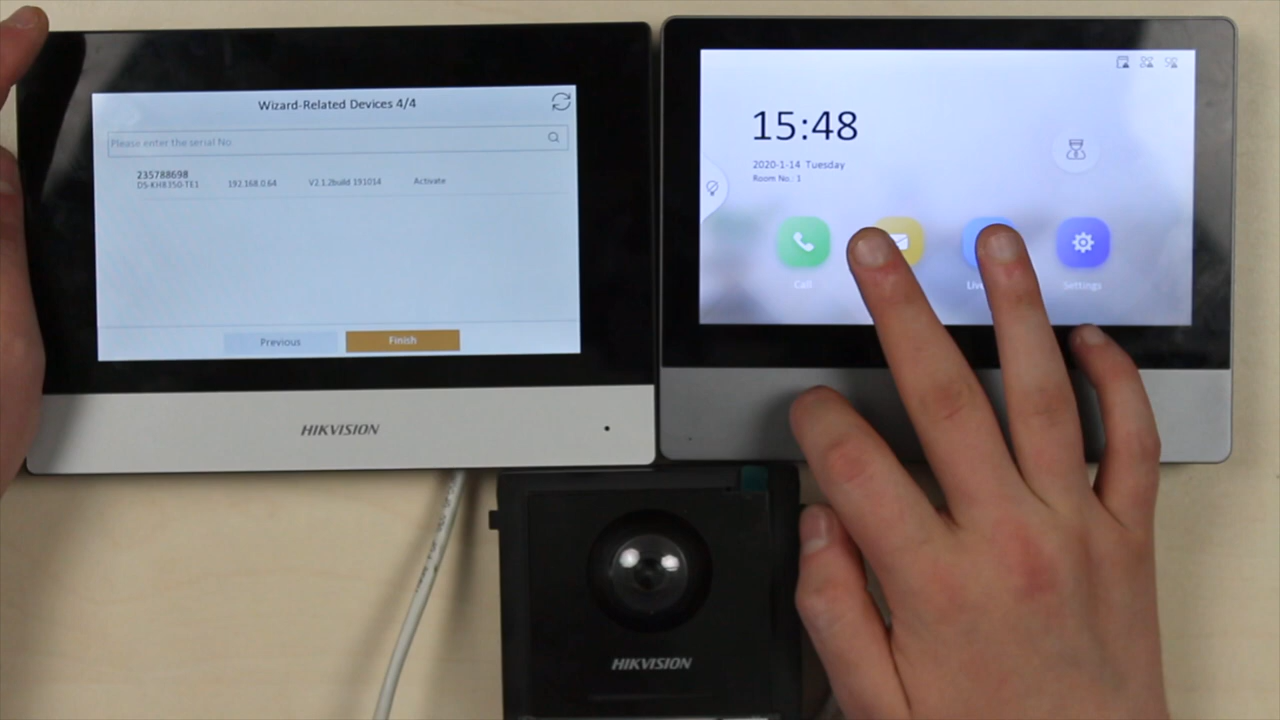 Wizard-Related Devices 4/4
Please enter the serial No.
235788698
DS-KH8350-TE1 192.168.0.64 V2.1.2build 191014 Activate
Previous Finish
HIKVISION
15:48
2020-1-14 Tuesday
Room No.: 1
Call Settings
HIKVISION